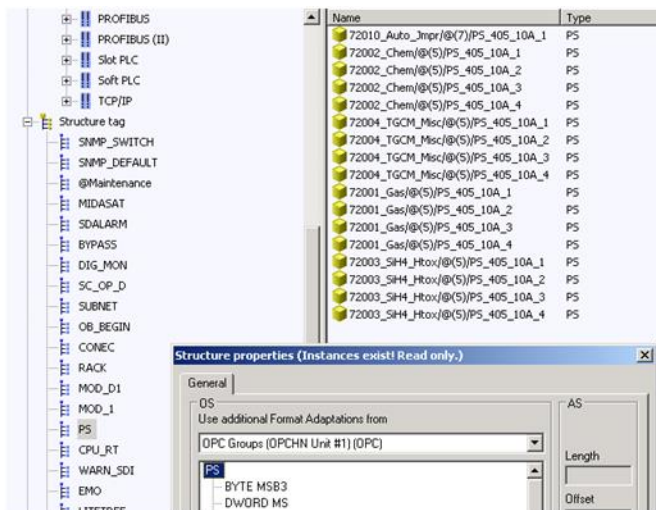 PROFIBUS
PROFIBUS (II)
Slot PLC
Soft PLC
TCP/IP
Structure tag
SNMP_SWITCH
SNMP_DEFAULT
@Maintenance
MIDASAT
SDALARM
BYPASS
DIG_MON
SC_OP_D
SUBNET
OB_BEGIN
CONEC
RACK
MOD_D1
MOD_1
PS
CPU_RT
WARN_SDI
EMO
Name Type
72010_Auto_Jmpr/@(7)/PS_405_10A_1 PS
72002_Chem/@(5)/PS_405_10A_1 PS
72002_Chem/@(5)/PS_405_10A_2 PS
72002_Chem/@(5)/PS_405_10A_3 PS
72002_Chem/@(5)/PS_405_10A_4 PS
72004_TGCM_Misc/@(5)/PS_405_10A_1 PS
72004_TGCM_Misc/@(5)/PS_405_10A_2 PS
72004_TGCM_Misc/@(5)/PS_405_10A_3 PS
72004_TGCM_Misc/@(5)/PS_405_10A_4 PS
72001_Gas/@(5)/PS_405_10A_1 PS
72001_Gas/@(5)/PS_405_10A_2 PS
72001_Gas/@(5)/PS_405_10A_3 PS
72001_Gas/@(5)/PS_405_10A_4 PS
72003_SiH4_Htox/@(5)/PS_405_10A_1 PS
72003_SiH4_Htox/@(5)/PS_405_10A_2 PS
72003_SiH4_Htox/@(5)/PS_405_10A_3 PS
72003_SiH4_Htox/@(5)/PS_405_10A_4 PS
Structure properties (Instances exist! Read only.)
General
OS
Use additional Format Adaptations from
OPC Groups (OPCHN Unit #1) (OPC)
PS
BYTE MSB3
DWORD MS
AS
Length
Offset